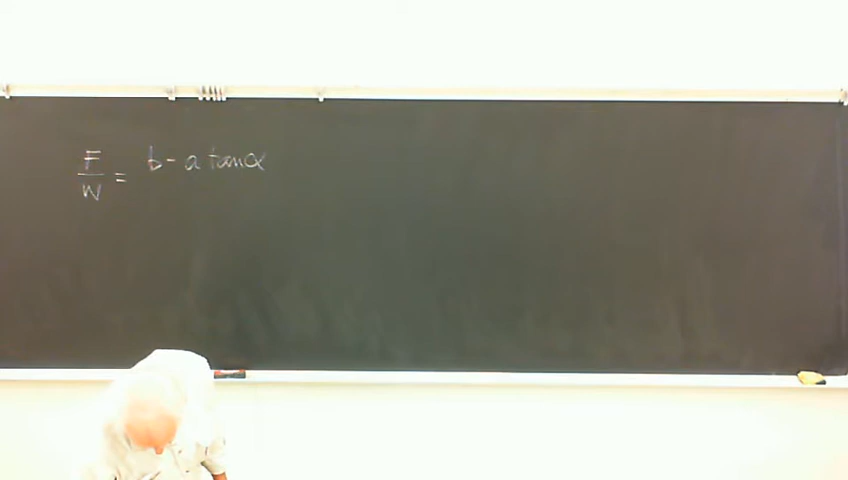 F/W = b - a tanα